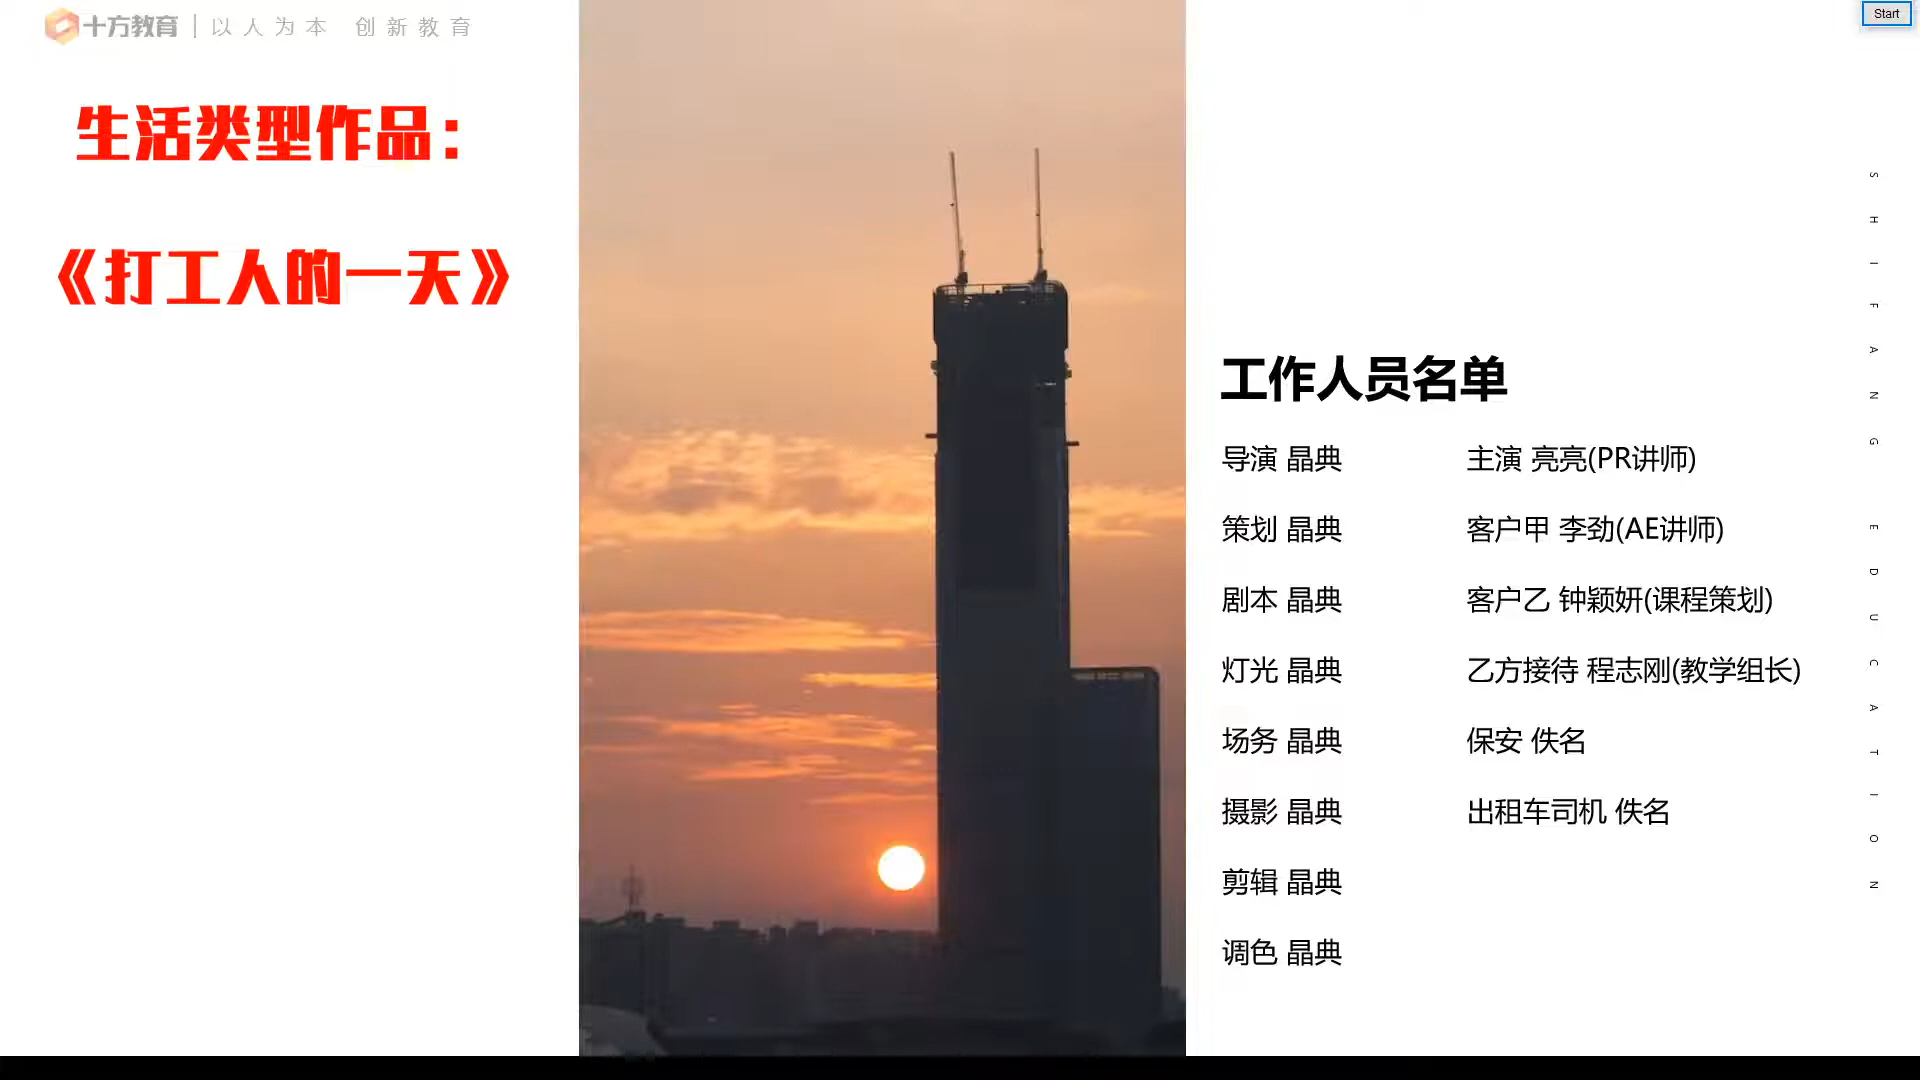 十方教育 | 以人为本 创新教育
Start
生活类型作品：
《打工人的一天》
工作人员名单
导演 晶典
主演 亮亮(PR讲师)
策划 晶典
客户甲 李劲(AE讲师)
剧本 晶典
客户乙 钟颖妍(课程策划)
灯光 晶典
乙方接待 程志刚(教学组长)
场务 晶典
保安 佚名
摄影 晶典
出租车司机 佚名
剪辑 晶典
调色 晶典
SHIFANG EDUCATION